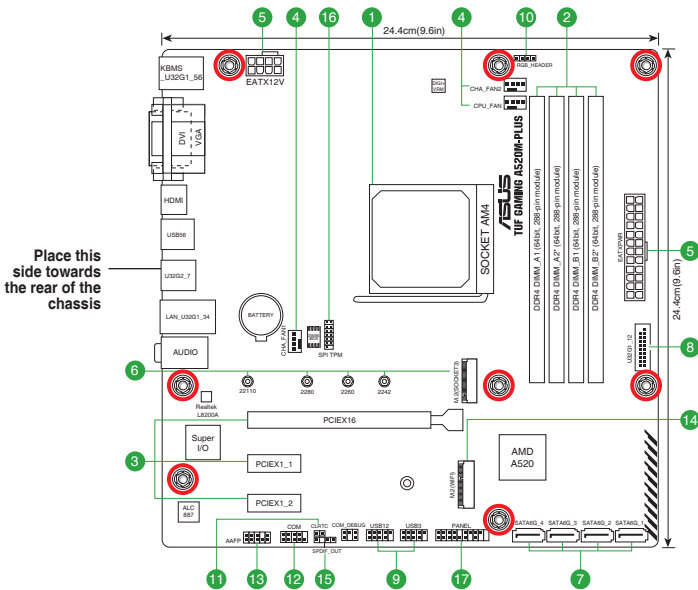 5
4
16
1
4
10
2
24.4cm(9.6in)
KBMS
_U32G1_56
EATX12V
DIGI+
VRM
RGB_HEADER
CHA_FAN2
CPU_FAN
DVI
VGA
HDMI
USB56
U32G2_7
LAN_U32G1_34
AUDIO
Place this
side towards
the rear of the
chassis
SOCKET AM4
ASUS
TUF GAMING A520M-PLUS
DDR4 DIMM_A1 (64bit, 288-pin module)
DDR4 DIMM_A2* (64bit, 288-pin module)
DDR4 DIMM_B1 (64bit, 288-pin module)
DDR4 DIMM_B2* (64bit, 288-pin module)
EATXPWR
5
24.4cm(9.6in)
U32G1_12
8
BATTERY
CHA_FAN1
SPI TPM
6
22110
2280
2260
2242
M.2(SOCKET3)
Realtek
L8200A
PIEX16
Super
I/O
3
PCIEX1_1
PCIEX1_2
M.2(WIFI)
14
AMD
A520
ALC
887
AAFP
COM
CLRTC
SPDIF_OUT
COM_DEBUG
USB12
USB3
PANEL
SATA6G_4
SATA6G_3
SATA6G_2
SATA6G_1
11
13
12
15
9
17
7